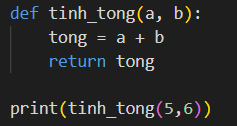 def tinh_tong(a, b):
    tong = a + b
    return tong

print(tinh_tong(5,6))